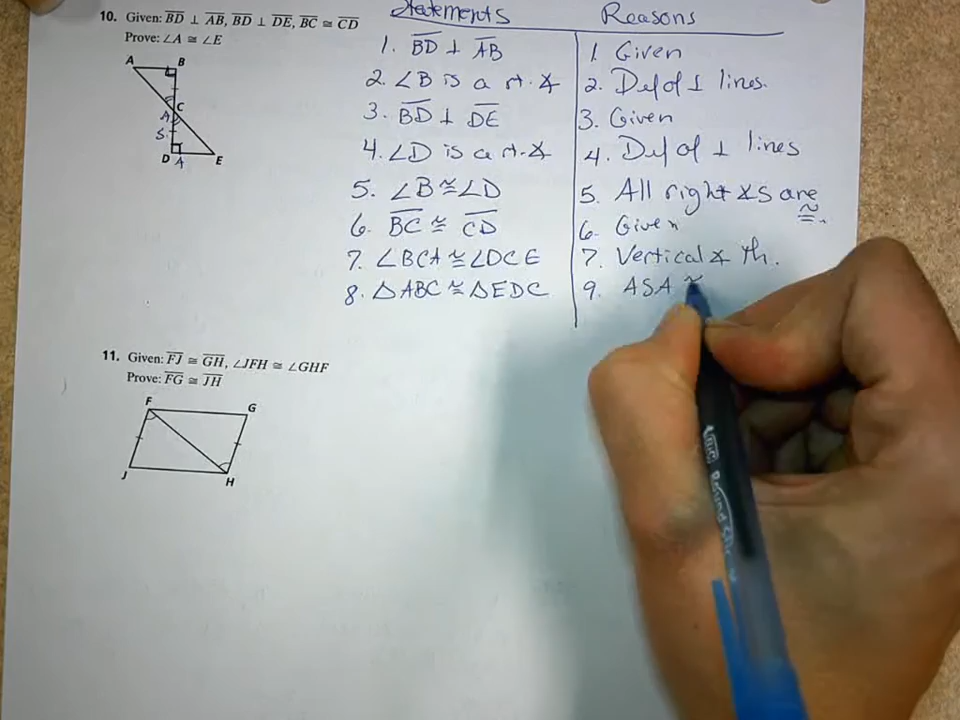 10. Given: BD ⊥ AB, BD ⊥ DE, BC ≅ CD
Prove: ∠A ≅ ∠E
A B
C
A
S
D A E
Statements Reasons
1. BD ⊥ AB 1. Given
2. ∠B is a rt. ∡ 2. Def of ⊥ lines.
3. BD ⊥ DE 3. Given
4. ∠D is a rt. ∡ 4. Def of ⊥ lines
5. ∠B ≅ ∠D 5. All right ∡s are ≅.
6. BC ≅ CD 6. Given
7. ∠BCA ≅ ∠DCE 7. Vertical ∡ th.
8. △ABC ≅ △EDC 9. ASA ≅
11. Given: FJ ≅ GH, ∠JFH ≅ ∠GHF
Prove: FG ≅ JH
F G
J H
BIC Round Stic